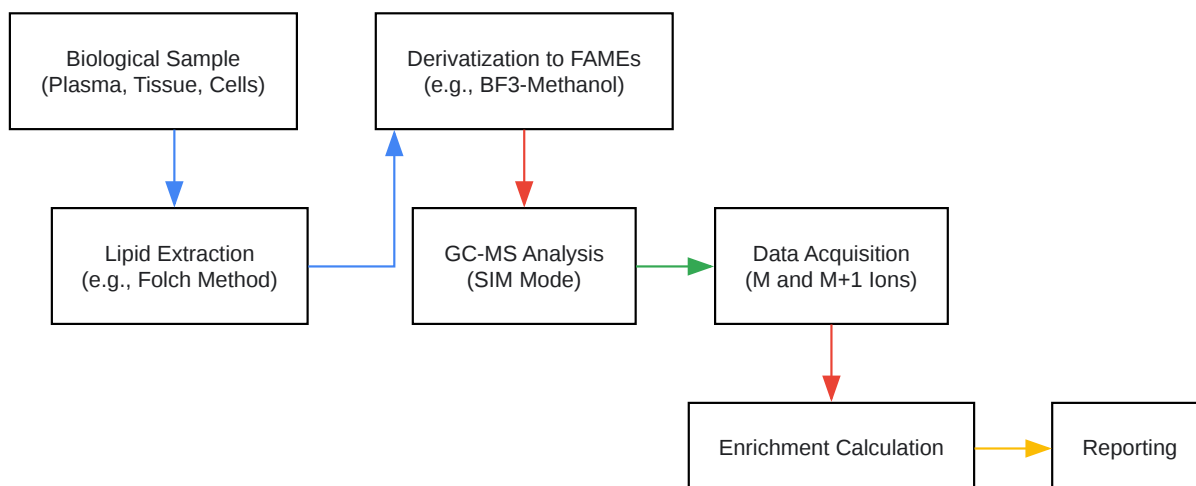 Biological Sample
(Plasma, Tissue, Cells)
Lipid Extraction
(e.g., Folch Method)
Derivatization to FAMEs
(e.g., BF3-Methanol)
GC-MS Analysis
(SIM Mode)
Data Acquisition
(M and M+1 Ions)
Enrichment Calculation
Reporting